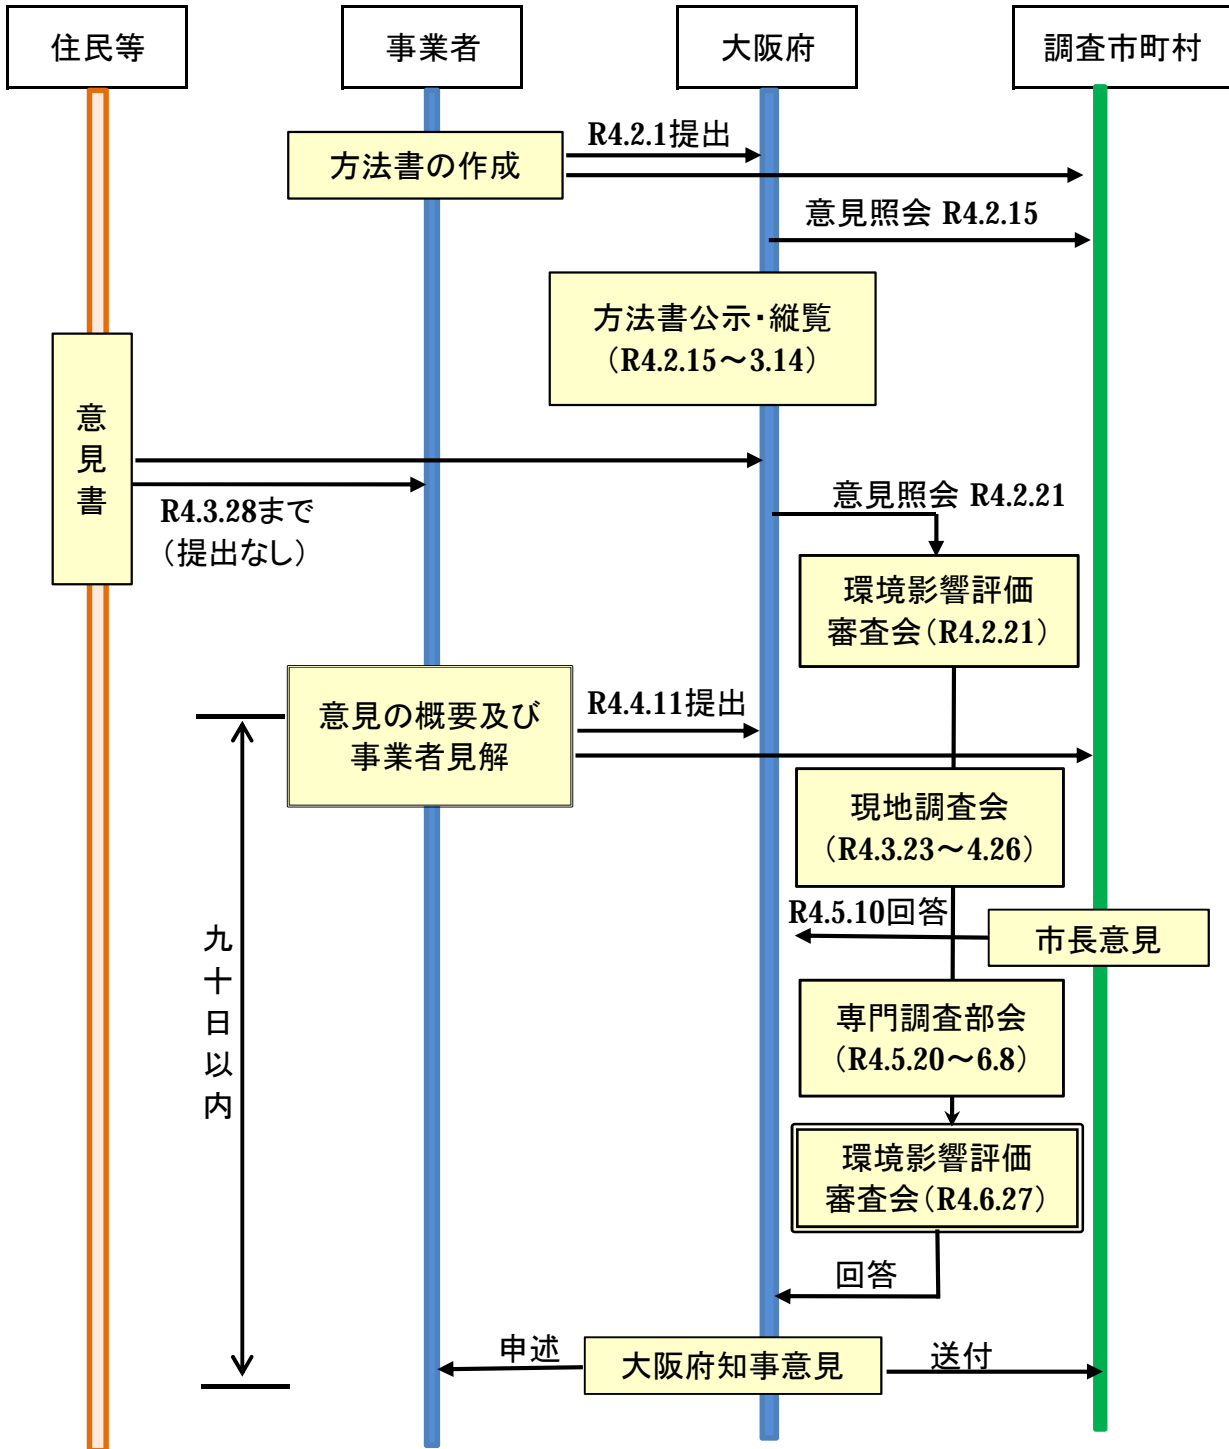 住民等
事業者
大阪府
調査市町村
R4.2.1提出
方法書の作成
意見照会 R4.2.15
方法書公示・縦覧
（R4.2.15～3.14）
意見書
R4.3.28まで
（提出なし）
意見照会 R4.2.21
環境影響評価
審査会（R4.2.21）
意見の概要及び
事業者見解
R4.4.11提出
現地調査会
（R4.3.23～4.26）
R4.5.10回答
市長意見
九十日以内
専門調査部会
（R4.5.20～6.8）
環境影響評価
審査会（R4.6.27）
回答
申述
大阪府知事意見
送付